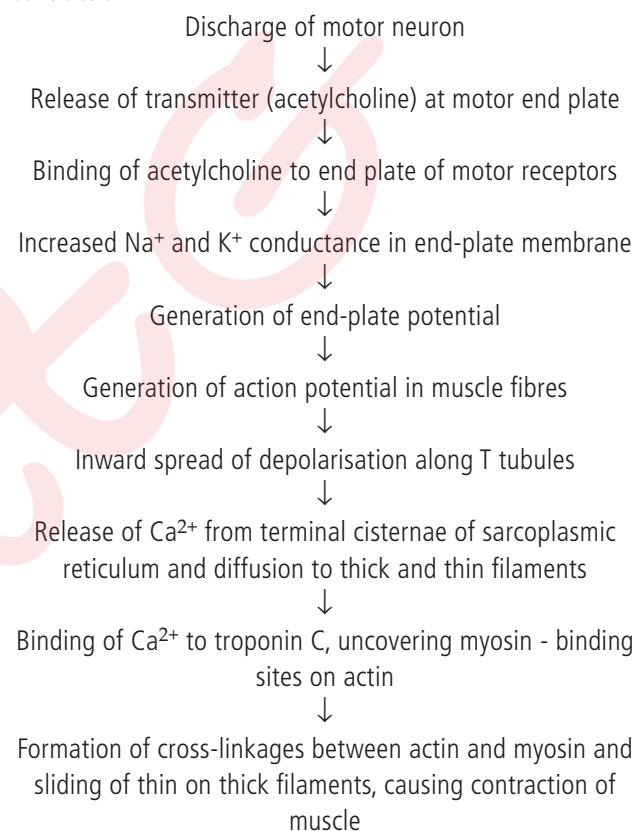 Discharge of motor neuron
↓
Release of transmitter (acetylcholine) at motor end plate
↓
Binding of acetylcholine to end plate of motor receptors
↓
Increased Na⁺ and K⁺ conductance in end-plate membrane
↓
Generation of end-plate potential
↓
Generation of action potential in muscle fibres
↓
Inward spread of depolarisation along T tubules
↓
Release of Ca²⁺ from terminal cisternae of sarcoplasmic
reticulum and diffusion to thick and thin filaments
↓
Binding of Ca²⁺ to troponin C, uncovering myosin - binding
sites on actin
↓
Formation of cross-linkages between actin and myosin and
sliding of thin on thick filaments, causing contraction of
muscle